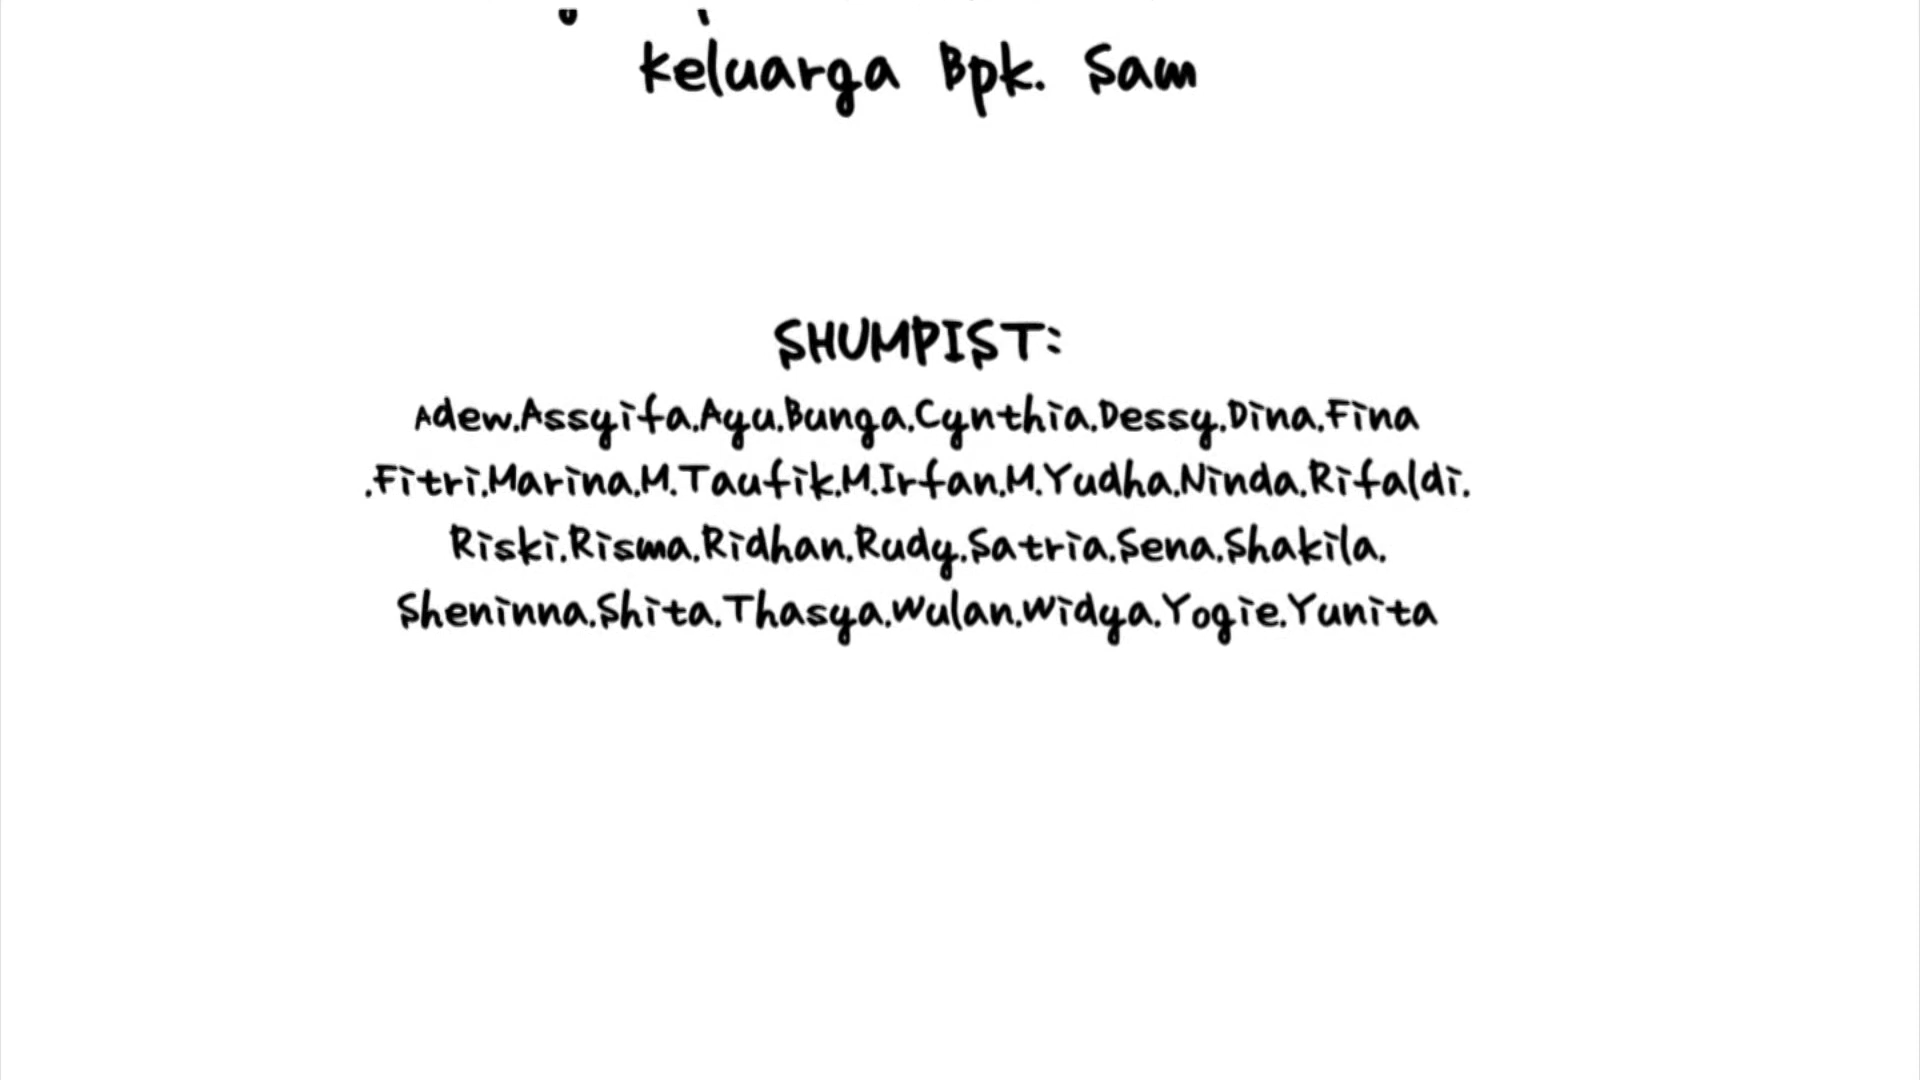 keluarga Bpk. Sam
SHUMPIST:
Adew.Assyifa.Ayu.Bunga.Cynthia.Dessy.Dina.Fina
.Fitri.Marina.M.Taufik.M.Irfan.M.Yudha.Ninda.Rifaldi.
Riski.Risma.Ridhan.Rudy.Satria.Sena.Shakila.
Sheninna.Shita.Thasya.Wulan.Widya.Yogie.Yunita